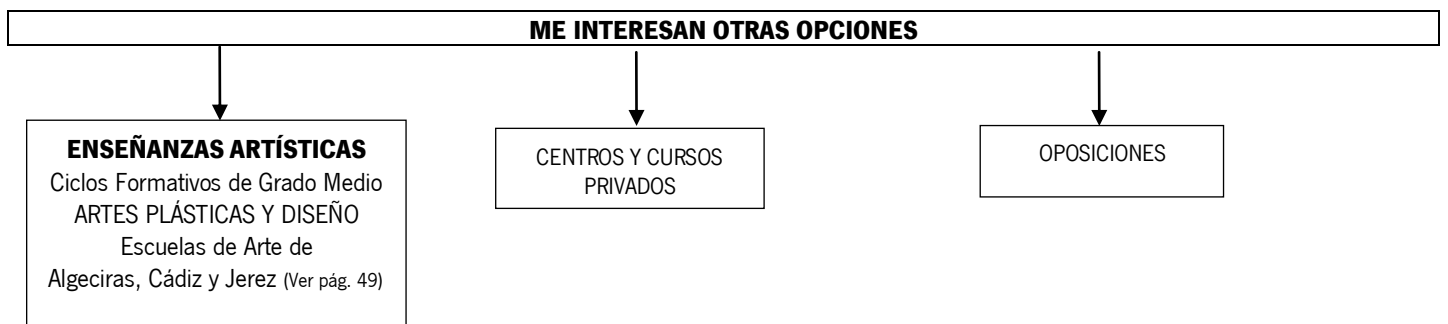 ME INTERESAN OTRAS OPCIONES
ENSEÑANZAS ARTÍSTICAS
Ciclos Formativos de Grado Medio
ARTES PLÁSTICAS Y DISEÑO
Escuelas de Arte de
Algeciras, Cádiz y Jerez (Ver pág. 49)
CENTROS Y CURSOS
PRIVADOS
OPOSICIONES